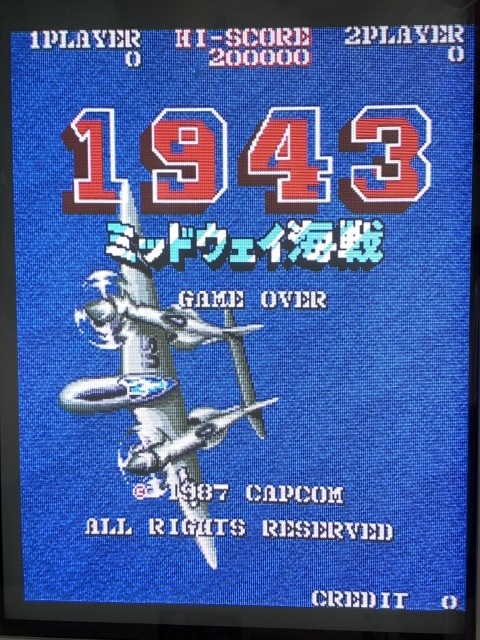 1PLAYER HI-SCORE 2PLAYER
0 200000 0
1943
ミッドウェイ海戦
GAME OVER
© 1987 CAPCOM
ALL RIGHTS RESERVED
CREDIT 0